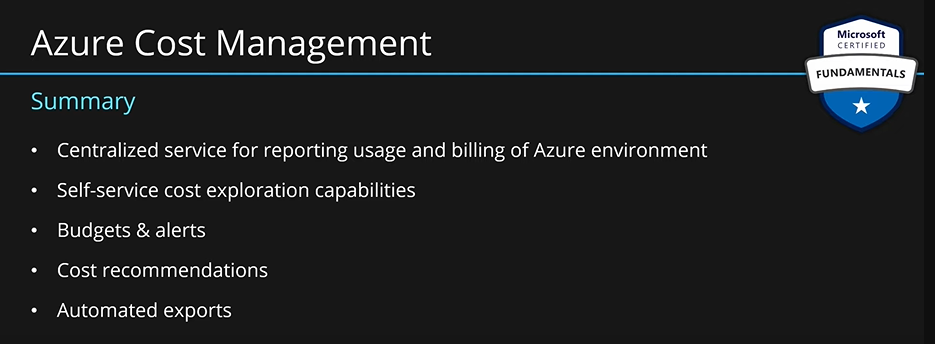 Azure Cost Management
Microsoft
CERTIFIED
FUNDAMENTALS
Summary
• Centralized service for reporting usage and billing of Azure environment
• Self-service cost exploration capabilities
• Budgets & alerts
• Cost recommendations
• Automated exports